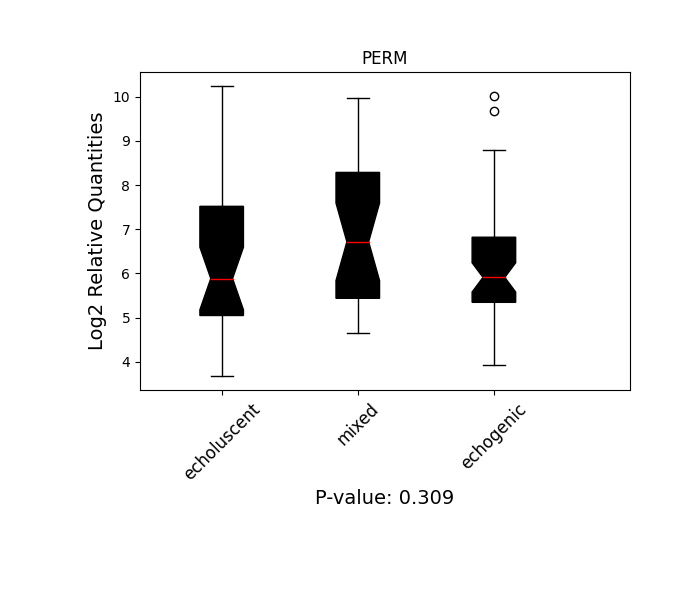 PERM
Log2 Relative Quantities
10
9
8
7
6
5
4
echoluscent
mixed
echogenic
P-value: 0.309